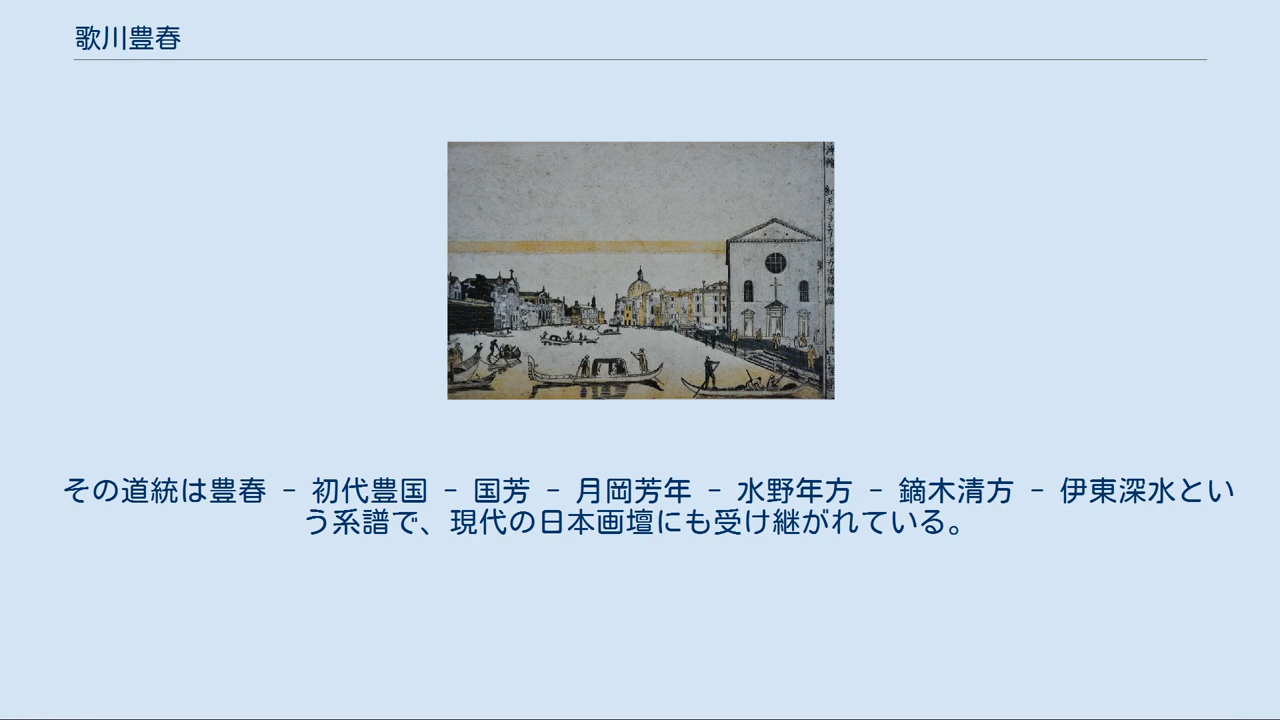 歌川豊春
その道統は豊春 - 初代豊国 - 国芳 - 月岡芳年 - 水野年方 - 鏑木清方 - 伊東深水とい
う系譜で、現代の日本画壇にも受け継がれている。